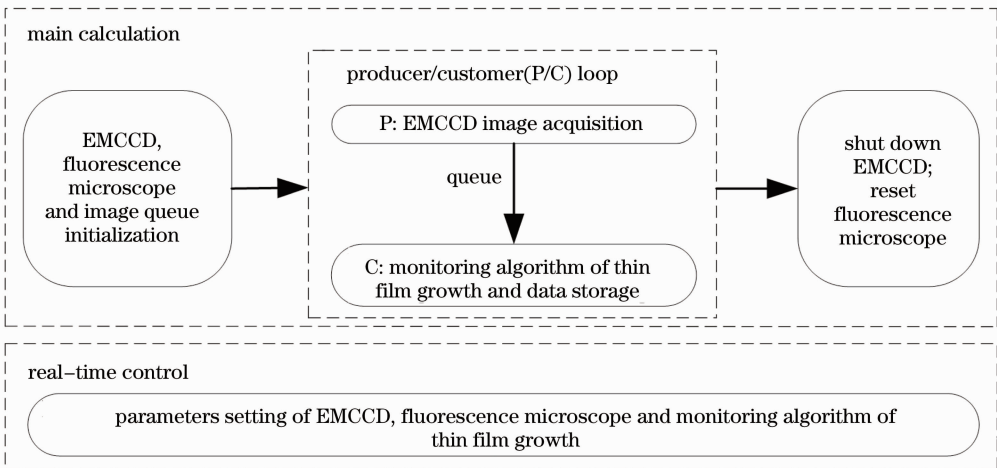 main calculation
producer/customer(P/C) loop
P: EMCCD image acquisition
EMCCD,
fluorescence
microscope
and image queue
initialization
queue
C: monitoring algorithm of thin
film growth and data storage
shut down
EMCCD;
reset
fluorescence
microscope
real-time control
parameters setting of EMCCD, fluorescence microscope and monitoring algorithm of
thin film growth